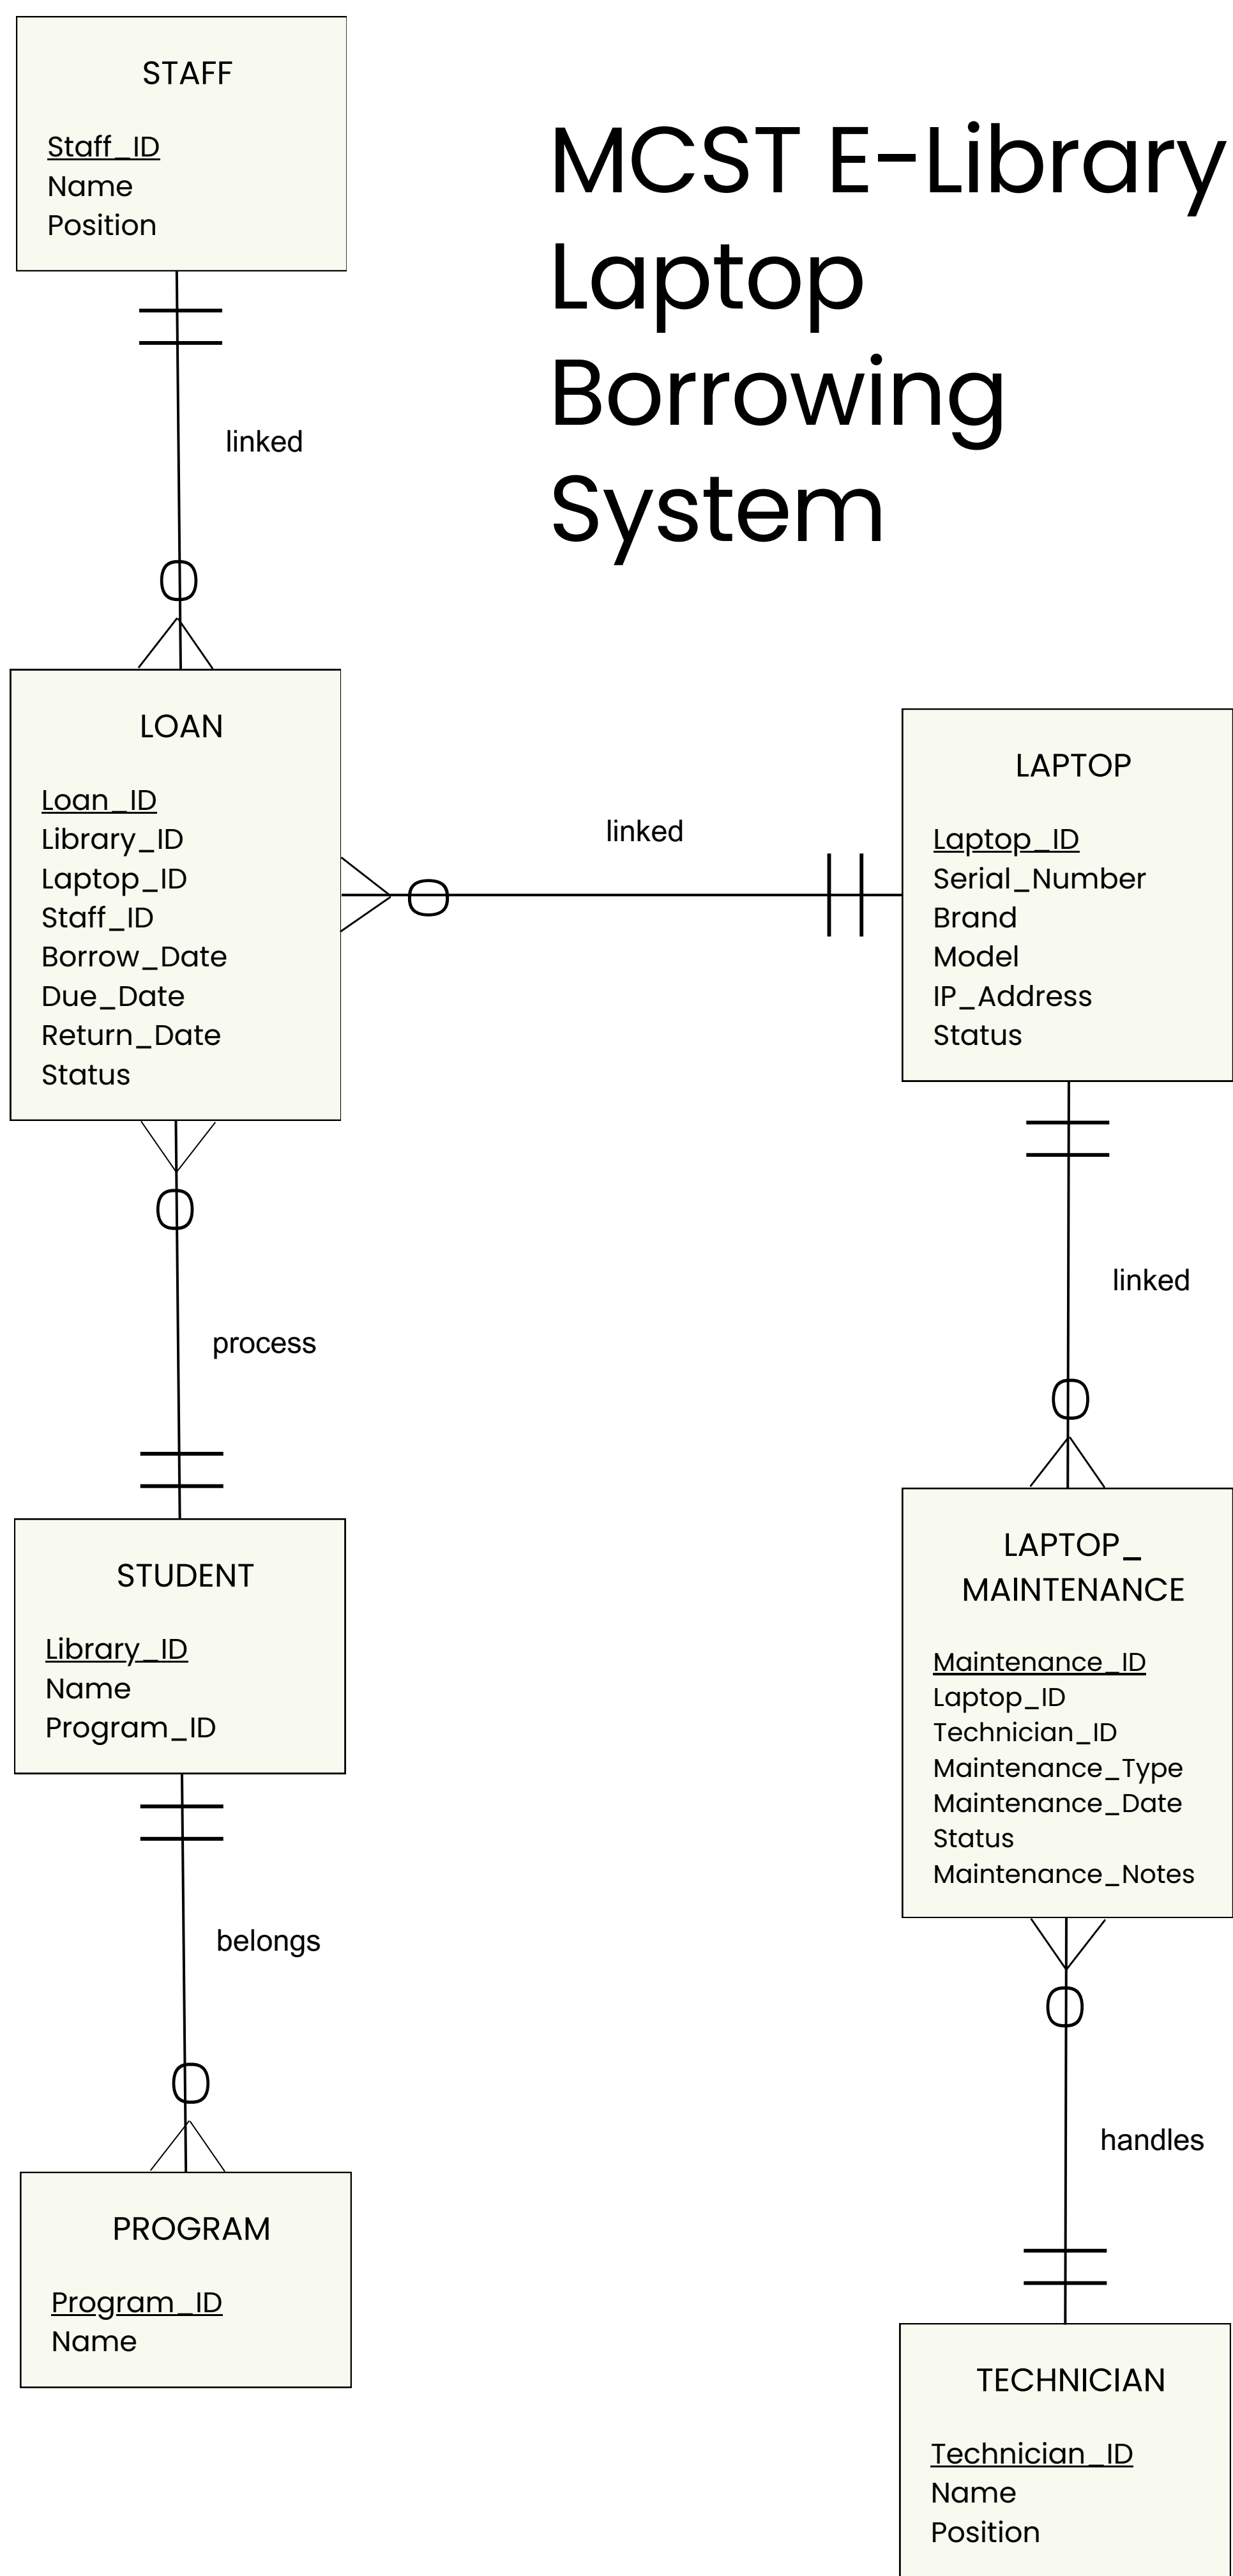 STAFF
Staff_ID
Name
Position
MCST E-Library
Laptop
Borrowing
System
linked
LOAN
Loan_ID
Library_ID
Laptop_ID
Staff_ID
Borrow_Date
Due_Date
Return_Date
Status
linked
LAPTOP
Laptop_ID
Serial_Number
Brand
Model
IP_Address
Status
process
linked
STUDENT
Library_ID
Name
Program_ID
LAPTOP_
MAINTENANCE
Maintenance_ID
Laptop_ID
Technician_ID
Maintenance_Type
Maintenance_Date
Status
Maintenance_Notes
belongs
handles
PROGRAM
Program_ID
Name
TECHNICIAN
Technician_ID
Name
Position